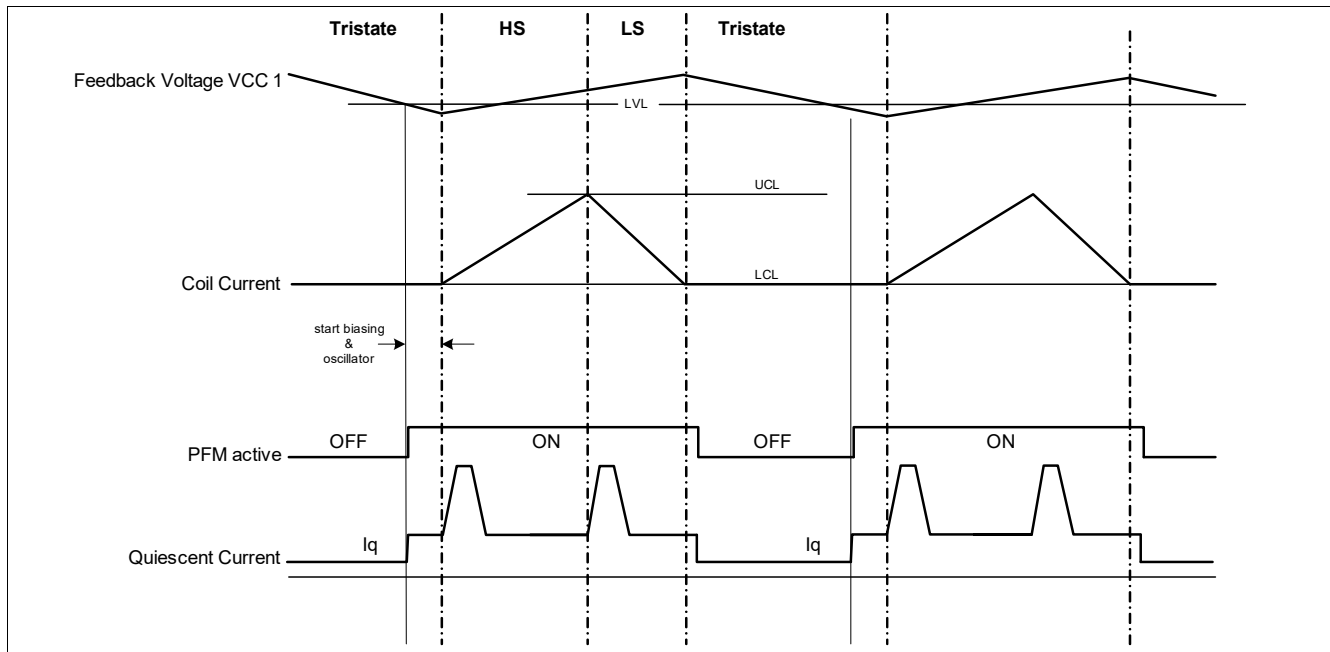 Tristate HS LS Tristate
Feedback Voltage VCC 1
LVL
UCL
Coil Current
LCL
start biasing
&
oscillator
PFM active
OFF ON OFF ON
Quiescent Current
Iq Iq